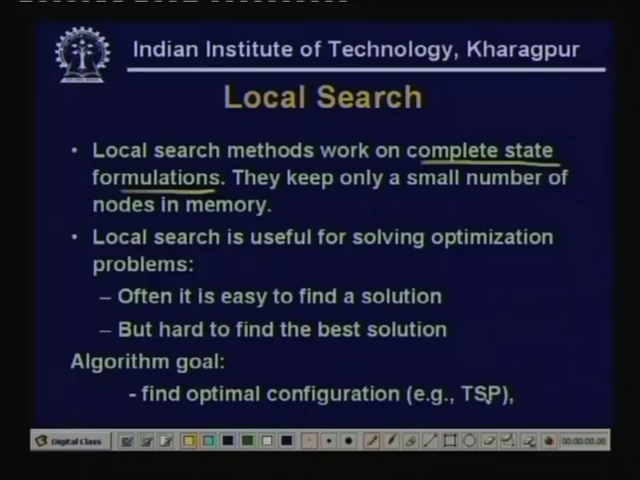 Indian Institute of Technology, Kharagpur
Local Search
• Local search methods work on complete state
formulations. They keep only a small number of
nodes in memory.
• Local search is useful for solving optimization
problems:
– Often it is easy to find a solution
– But hard to find the best solution
Algorithm goal:
- find optimal configuration (e.g., TSP),
Digital Class
00:00:00.00